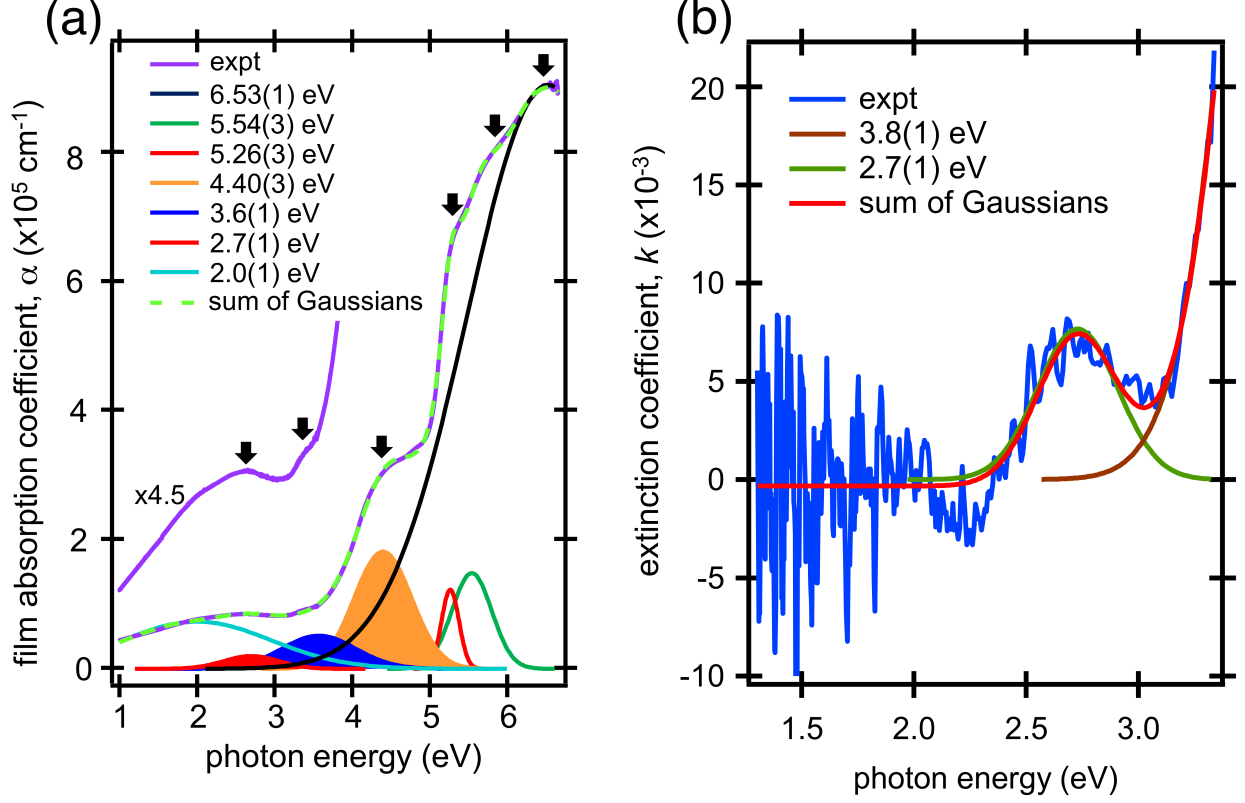 (a)
expt
6.53(1) eV
5.54(3) eV
5.26(3) eV
4.40(3) eV
3.6(1) eV
2.7(1) eV
2.0(1) eV
sum of Gaussians
x4.5
film absorption coefficient, α (x10⁵ cm⁻¹)
8
6
4
2
0
1 2 3 4 5 6
photon energy (eV)
(b)
expt
3.8(1) eV
2.7(1) eV
sum of Gaussians
extinction coefficient, k (x10⁻³)
20
15
10
5
0
-5
-10
1.5 2.0 2.5 3.0
photon energy (eV)